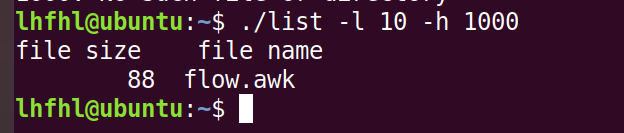 lhfhl@ubuntu:~$ ./list -l 10 -h 1000
file size    file name
        88  flow.awk
lhfhl@ubuntu:~$